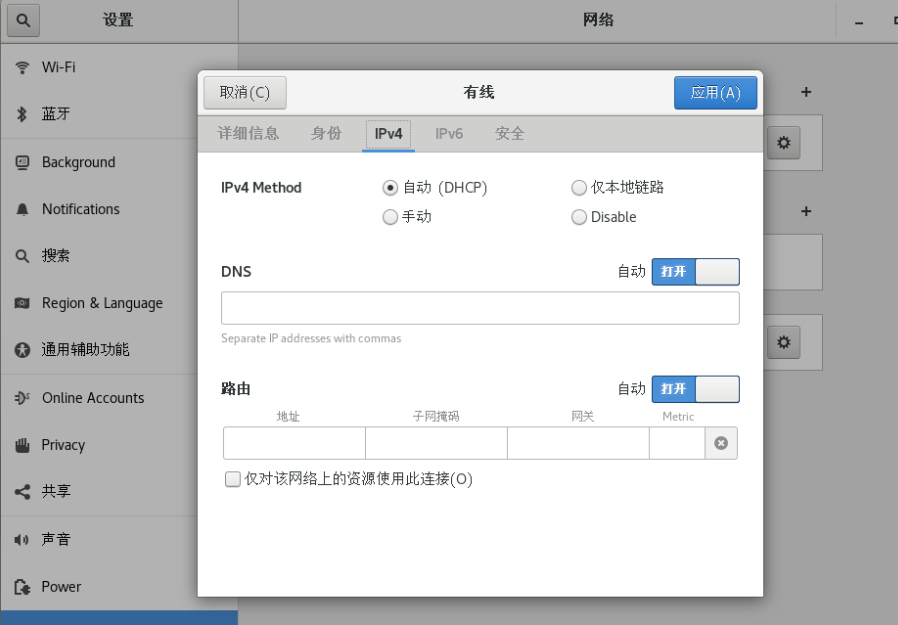 设置
网络
Wi-Fi
蓝牙
Background
Notifications
搜索
Region & Language
通用辅助功能
Online Accounts
Privacy
共享
声音
Power
取消(C)
有线
应用(A)
详细信息 身份 IPv4 IPv6 安全
IPv4 Method
自动 (DHCP)
仅本地链路
手动
Disable
DNS
自动 打开
Separate IP addresses with commas
路由
自动 打开
地址 子网掩码 网关 Metric
仅对该网络上的资源使用此连接(O)